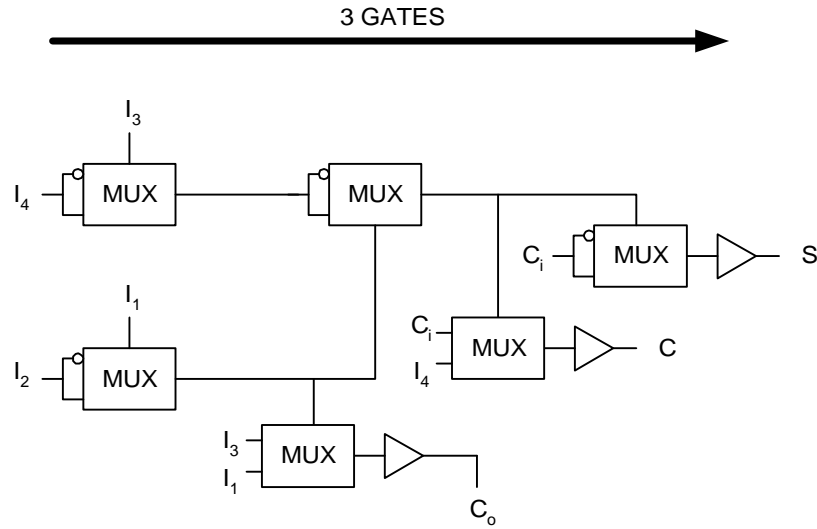 3 GATES
I₃
I₄
MUX
MUX
Cᵢ
MUX
S
I₁
Cᵢ
I₄
MUX
C
I₂
MUX
I₃
I₁
MUX
Cₒ